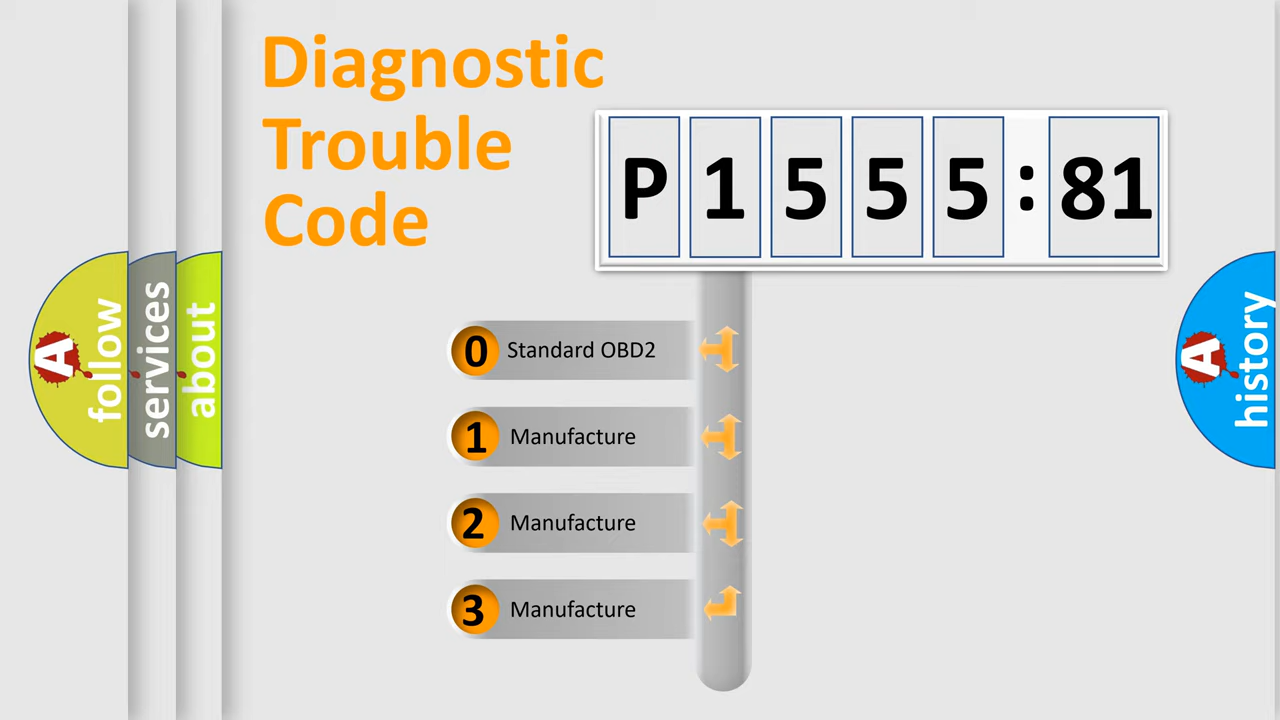 Diagnostic
Trouble
Code
P 1 5 5 5 : 81
0 Standard OBD2
1 Manufacture
2 Manufacture
3 Manufacture
A follow
services
about
A history